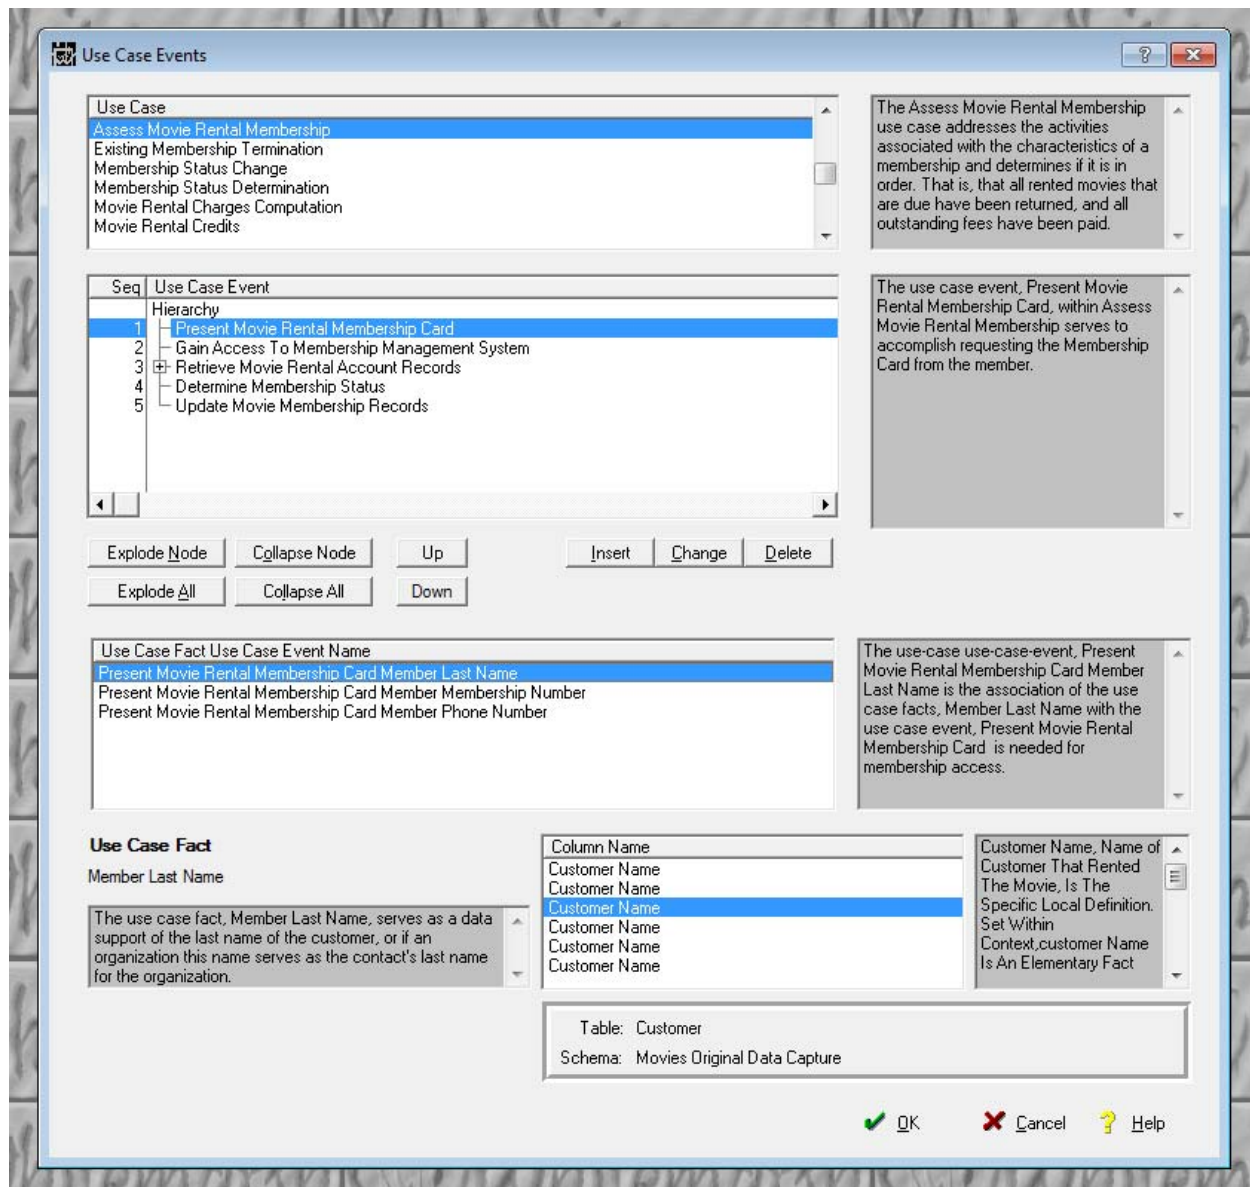 Use Case Events
Use Case
Assess Movie Rental Membership
Existing Membership Termination
Membership Status Change
Membership Status Determination
Movie Rental Charges Computation
Movie Rental Credits
The Assess Movie Rental Membership
use case addresses the activities
associated with the characteristics of a
membership and determines if it is in
order. That is, that all rented movies that
are due have been returned, and all
outstanding fees have been paid.
Seq Use Case Event
Hierarchy
1 Present Movie Rental Membership Card
2 Gain Access To Membership Management System
3 Retrieve Movie Rental Account Records
4 Determine Membership Status
5 Update Movie Membership Records
The use case event, Present Movie
Rental Membership Card, within Assess
Movie Rental Membership serves to
accomplish requesting the Membership
Card from the member.
Explode Node Collapse Node Up Insert Change Delete
Explode All Collapse All Down
Use Case Fact Use Case Event Name
Present Movie Rental Membership Card Member Last Name
Present Movie Rental Membership Card Member Membership Number
Present Movie Rental Membership Card Member Phone Number
The use-case use-case-event, Present
Movie Rental Membership Card Member
Last Name is the association of the use
case facts, Member Last Name with the
use case event, Present Movie Rental
Membership Card is needed for
membership access.
Use Case Fact
Member Last Name
The use case fact, Member Last Name, serves as a data
support of the last name of the customer, or if an
organization this name serves as the contact's last name
for the organization.
Column Name
Customer Name
Customer Name
Customer Name
Customer Name
Customer Name
Customer Name
Customer Name, Name of
Customer That Rented
The Movie, Is The
Specific Local Definition.
Set Within
Context,customer Name
Is An Elementary Fact
Table: Customer
Schema: Movies Original Data Capture
OK Cancel Help